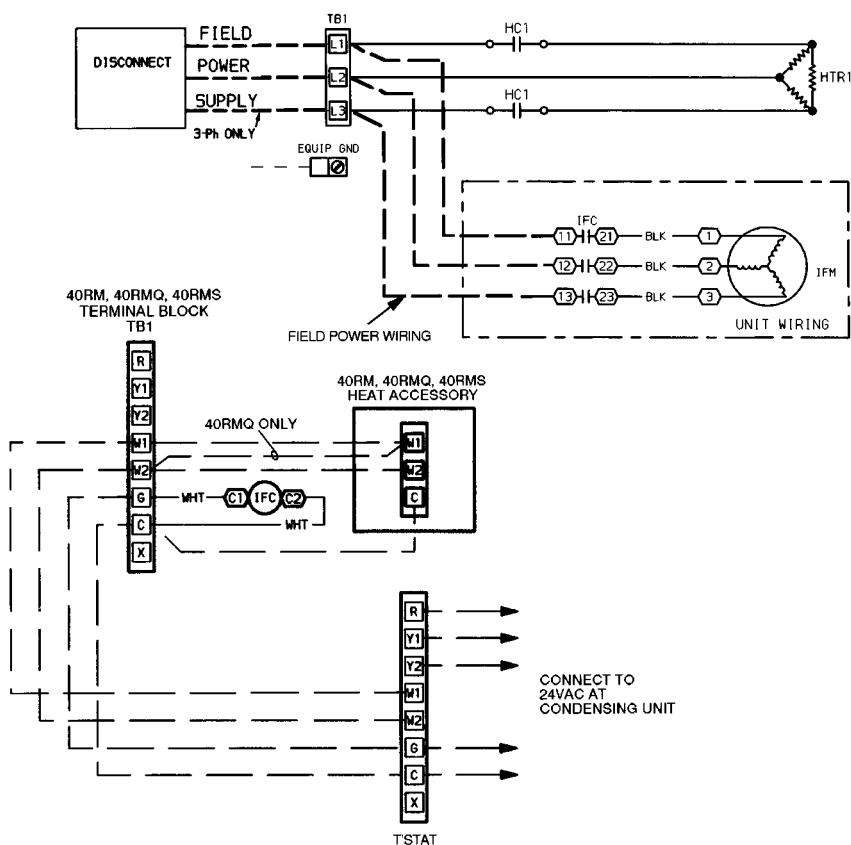 TB1
FIELD
DISCONNECT
POWER
SUPPLY
3-Ph ONLY
L1
L2
L3
HC1
HTR1
HC1
EQUIP GND
IFC
11 21 BLK 1
12 22 BLK 2
13 23 BLK 3
IFM
UNIT WIRING
FIELD POWER WIRING
40RM, 40RMQ, 40RMS
TERMINAL BLOCK
TB1
R
Y1
Y2
W1
W2
G
C
X
40RMQ ONLY
WHT C1 IFC C2
WHT
40RM, 40RMQ, 40RMS
HEAT ACCESSORY
W1
W2
C
R
Y1
Y2
W1
W2
G
C
X
T'STAT
CONNECT TO
24VAC AT
CONDENSING UNIT